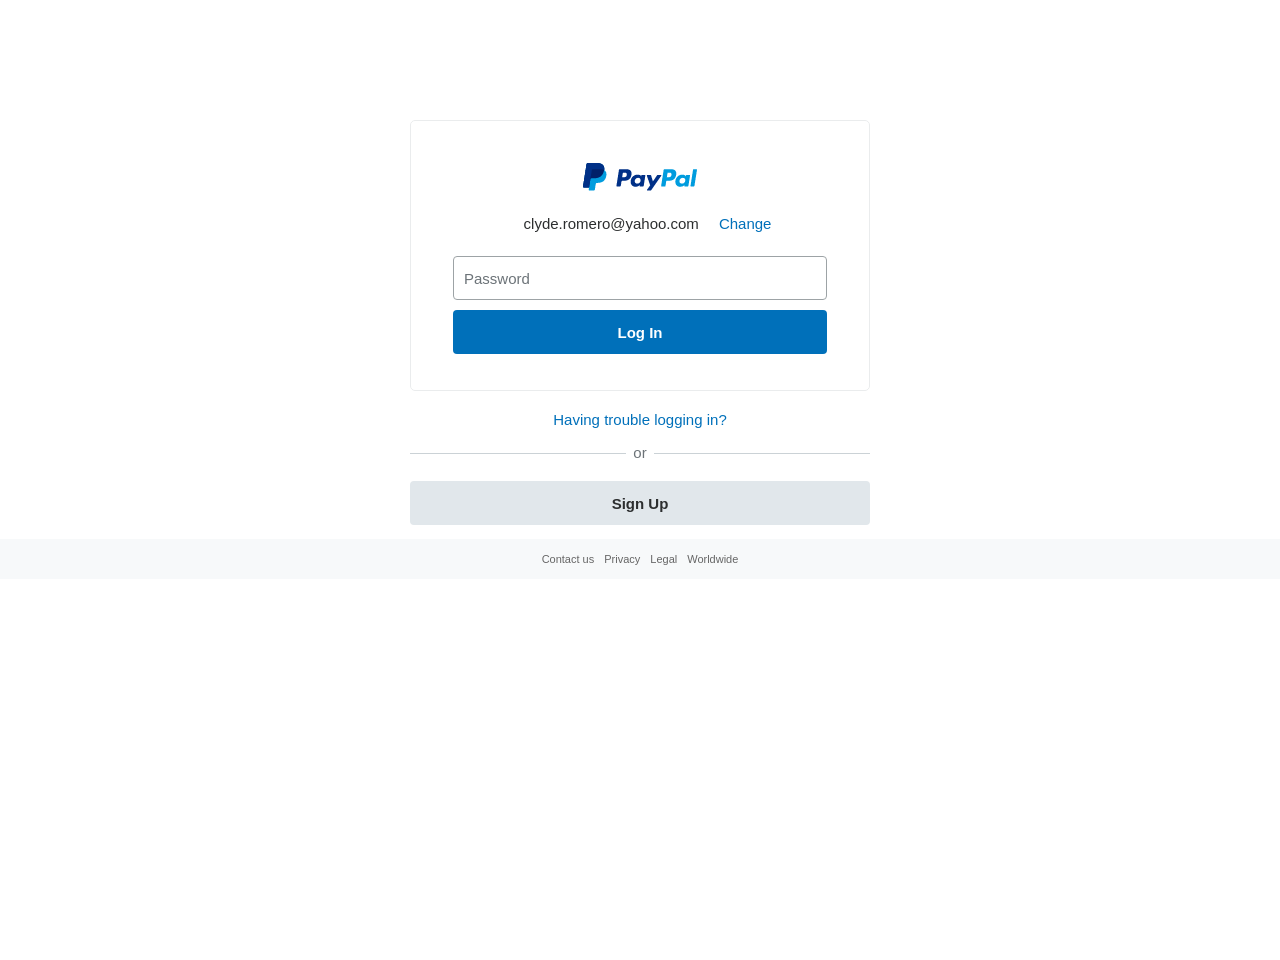 PayPal
clyde.romero@yahoo.com Change
Password
Log In
Having trouble logging in?
or
Sign Up
Contact us Privacy Legal Worldwide